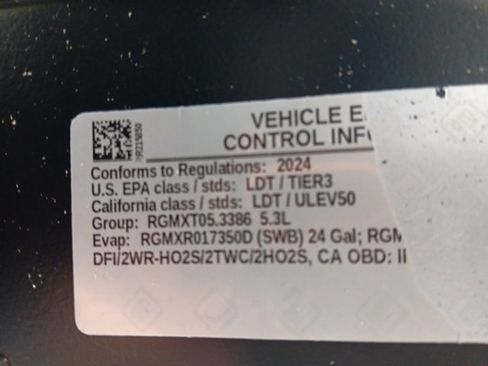 VEHICLE E
CONTROL INF
Conforms to Regulations: 2024
U.S. EPA class / stds: LDT / TIER3
California class / stds: LDT / ULEV50
Group: RGMXT05.3386 5.3L
Evap: RGMXR017350D (SWB) 24 Gal; RGM
DFI/2WR-HO2S/2TWC/2HO2S, CA OBD: II